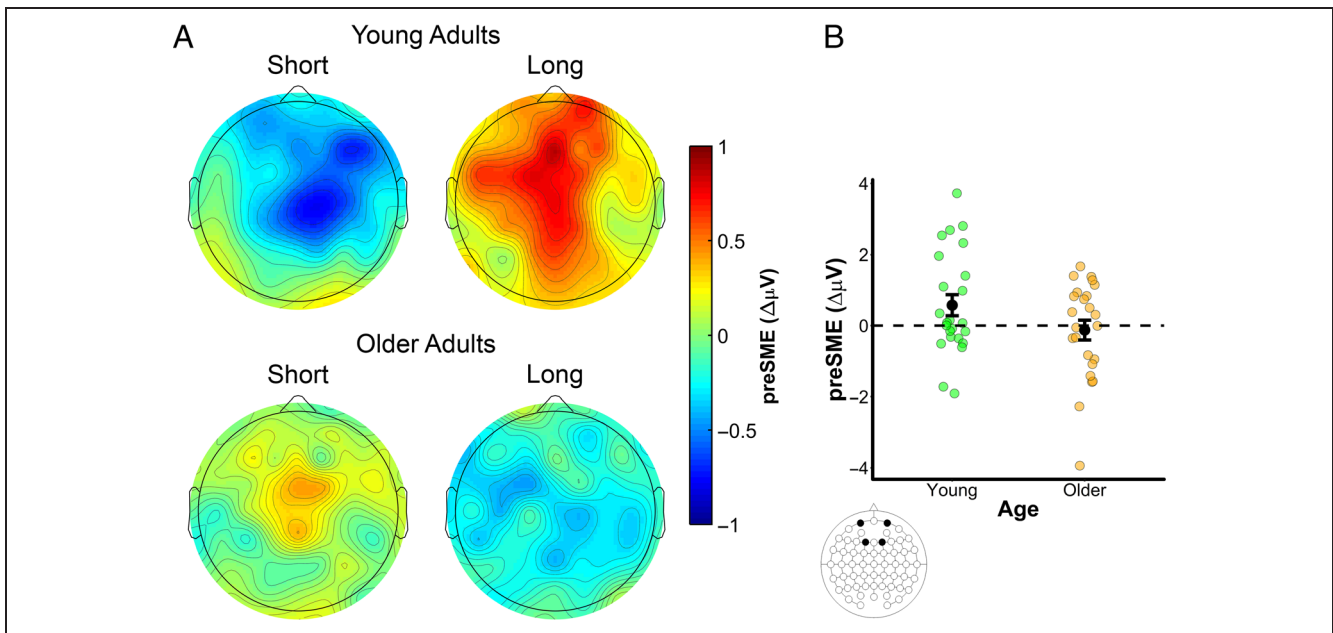 A
Young Adults
Short
Long
1
0.5
0
−0.5
−1
preSME (ΔµV)
Older Adults
Short
Long
B
4
2
0
−2
−4
preSME (ΔµV)
Young
Older
Age